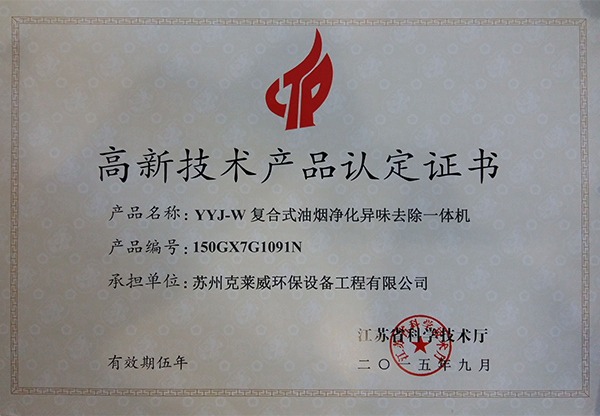 高新技术产品认定证书
产品名称：YYJ-W 复合式油烟净化异味去除一体机
产品编号：150GX7G1091N
承担单位：苏州克莱威环保设备工程有限公司
江苏省科学技术厅
有效期伍年
二〇一五年九月